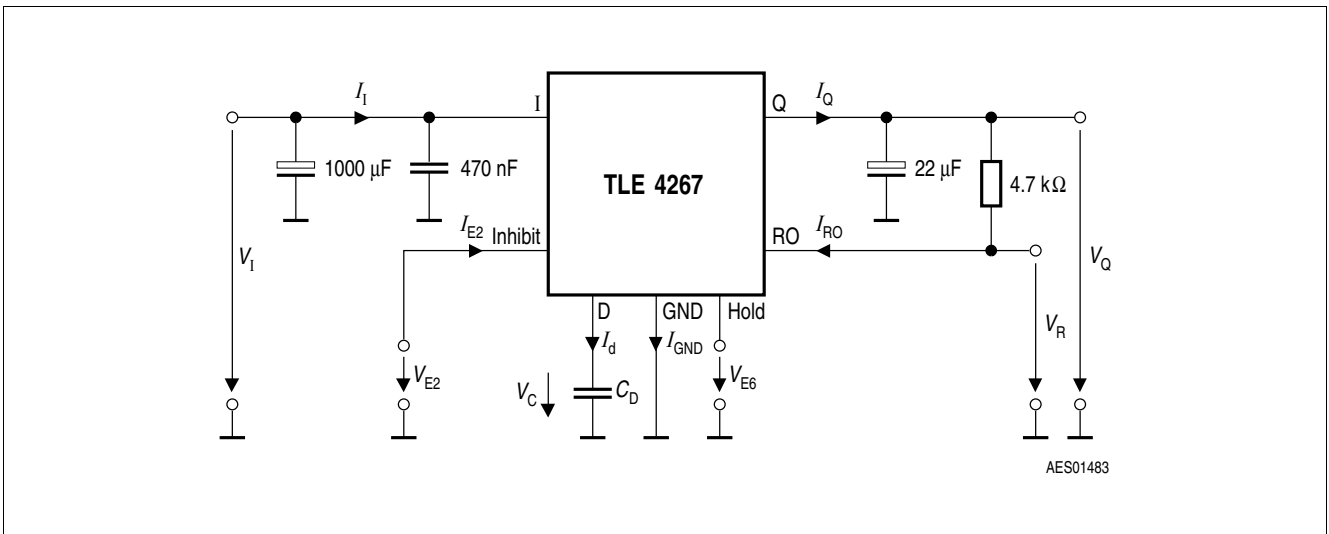 I_I
I
Q
I_Q
1000 µF
470 nF
TLE 4267
22 µF
4.7 kΩ
I_E2
Inhibit
RO
I_RO
V_I
V_Q
D
GND
Hold
V_R
I_d
I_GND
V_E2
V_C
C_D
V_E6
AES01483